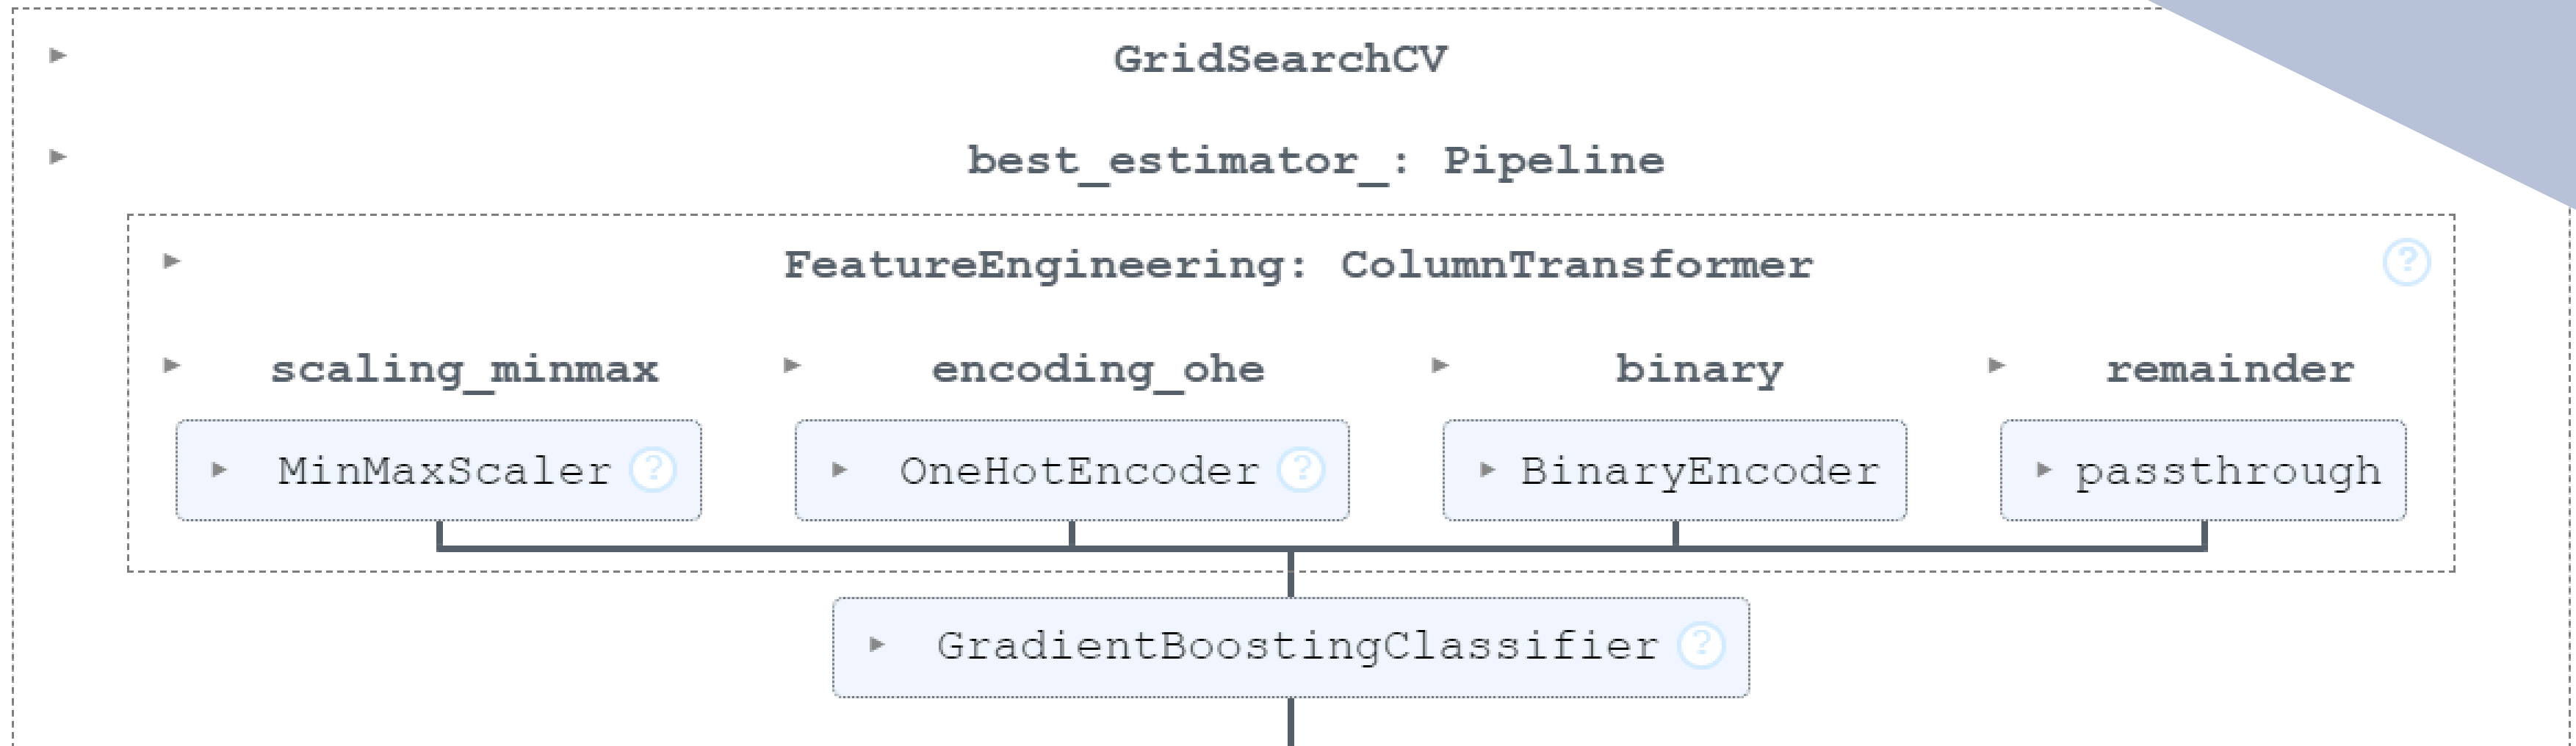 GridSearchCV
best_estimator_: Pipeline
FeatureEngineering: ColumnTransformer ?
scaling_minmax encoding_ohe binary remainder
MinMaxScaler ? OneHotEncoder ? BinaryEncoder passthrough
GradientBoostingClassifier ?